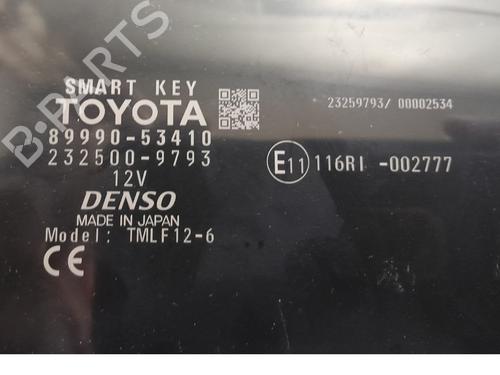 SMART KEY
TOYOTA
89990-53410
232500-9793
12V
DENSO
MADE IN JAPAN
Model: TMLF12-6
CE
23259793/ 00002534
E11 116RI -002777
B-PARTS